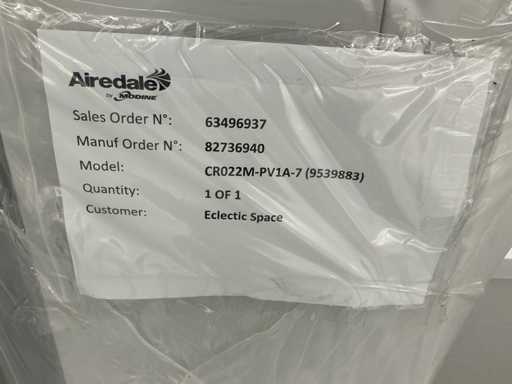 Airedale
BY MODINE
Sales Order N°: 63496937
Manuf Order N°: 82736940
Model: CR022M-PV1A-7 (9539883)
Quantity: 1 OF 1
Customer: Eclectic Space